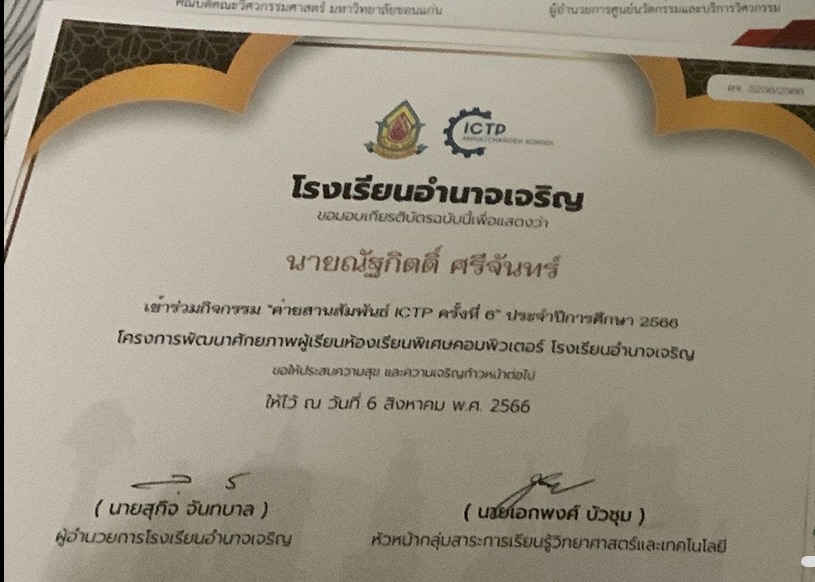 คณบดีคณะวิศวกรรมศาสตร์ มหาวิทยาลัยขอนแก่น
ผู้อำนวยการศูนย์นวัตกรรมและบริการวิศวกรรม
ICTP
AMNATCHAROEN SCHOOL
โรงเรียนอำนาจเจริญ
ขอมอบเกียรติบัตรฉบับนี้เพื่อแสดงว่า
นายณัฐกิตติ์ ศรีจันทร์
เข้าร่วมกิจกรรม "ค่ายสานสัมพันธ์ ICTP ครั้งที่ 6" ประจำปีการศึกษา 2566
โครงการพัฒนาศักยภาพผู้เรียนห้องเรียนพิเศษคอมพิวเตอร์ โรงเรียนอำนาจเจริญ
ขอให้ประสบความสุข และความเจริญก้าวหน้าต่อไป
ให้ไว้ ณ วันที่ 6 สิงหาคม พ.ศ. 2566
( นายสุกิจ จันทบาล )
( นายเอกพงศ์ บัวชุม )
ผู้อำนวยการโรงเรียนอำนาจเจริญ
หัวหน้ากลุ่มสาระการเรียนรู้วิทยาศาสตร์และเทคโนโลยี